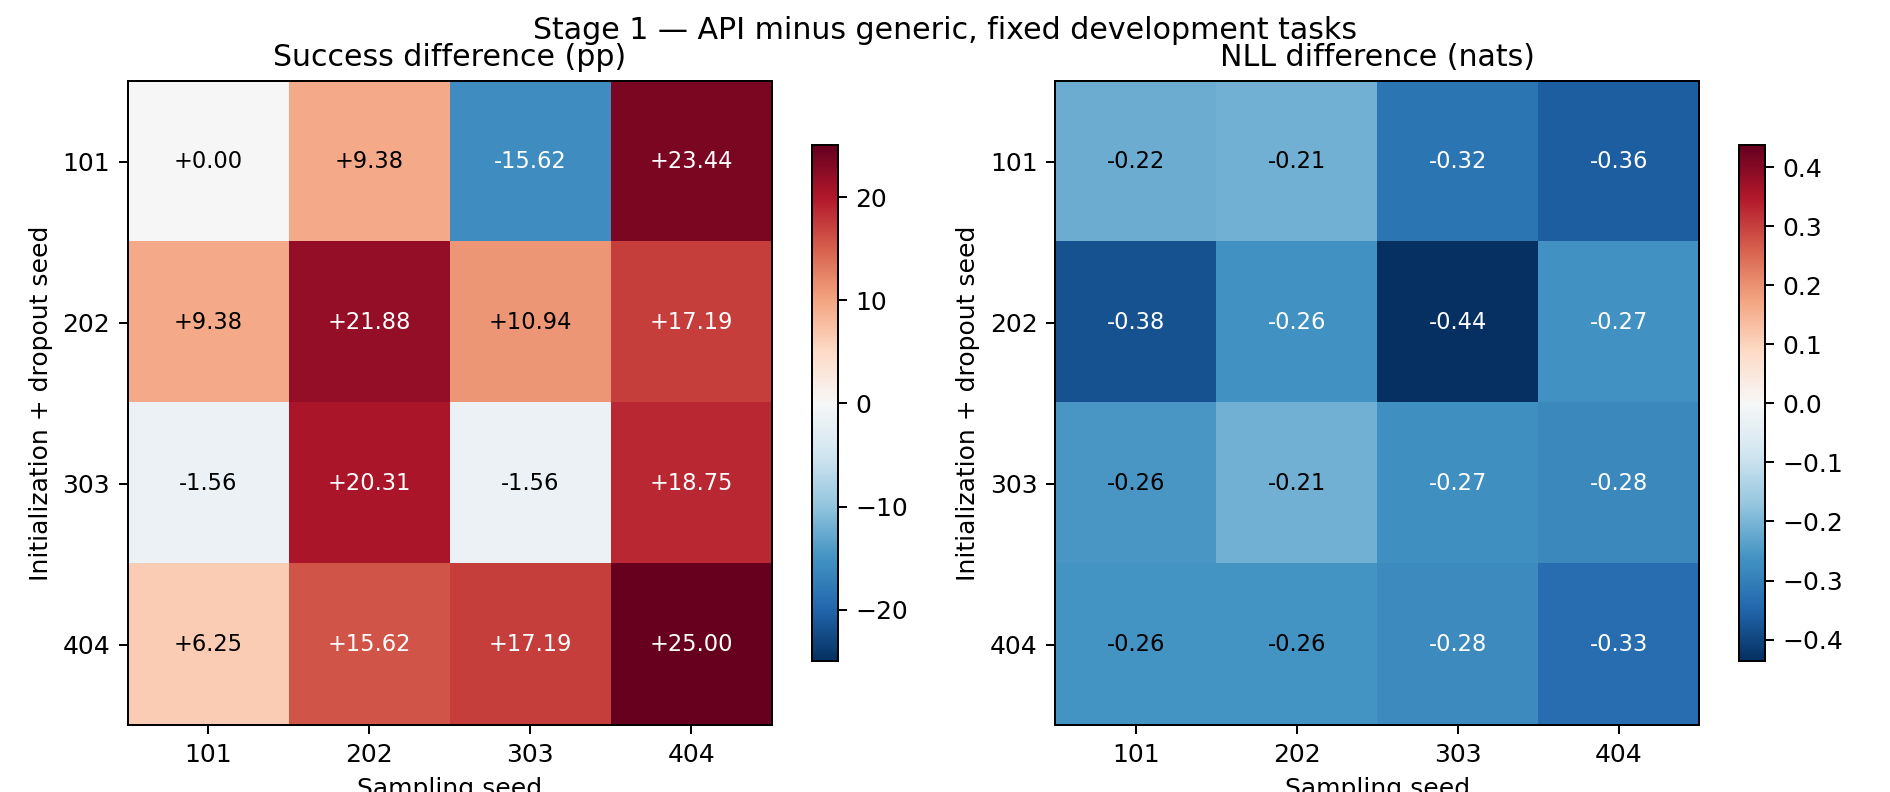 Stage 1 — API minus generic, fixed development tasks
Success difference (pp)
Initialization + dropout seed
101
202
303
404
+0.00 +9.38 -15.62 +23.44
+9.38 +21.88 +10.94 +17.19
-1.56 +20.31 -1.56 +18.75
+6.25 +15.62 +17.19 +25.00
101 202 303 404
Sampling seed
20
10
0
−10
−20
NLL difference (nats)
Initialization + dropout seed
101
202
303
404
-0.22 -0.21 -0.32 -0.36
-0.38 -0.26 -0.44 -0.27
-0.26 -0.21 -0.27 -0.28
-0.26 -0.26 -0.28 -0.33
101 202 303 404
Sampling seed
0.4
0.3
0.2
0.1
0.0
−0.1
−0.2
−0.3
−0.4